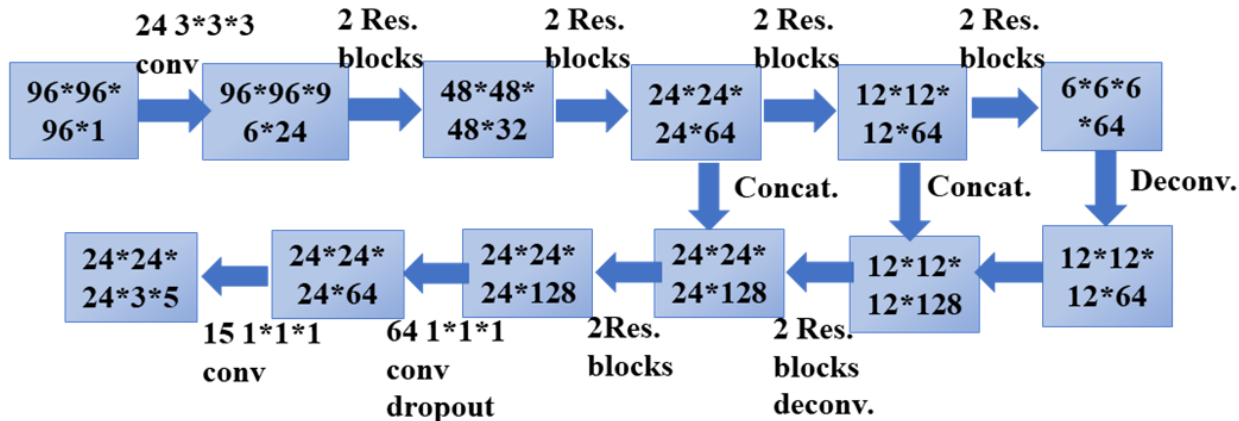 24 3*3*3
conv
2 Res.
blocks
2 Res.
blocks
2 Res.
blocks
2 Res.
blocks
96*96*
96*1
96*96*9
6*24
48*48*
48*32
24*24*
24*64
12*12*
12*64
6*6*6
*64
Concat.
Concat.
Deconv.
24*24*
24*3*5
24*24*
24*64
24*24*
24*128
24*24*
24*128
12*12*
12*128
12*12*
12*64
15 1*1*1
conv
64 1*1*1
conv
dropout
2Res.
blocks
2 Res.
blocks
deconv.